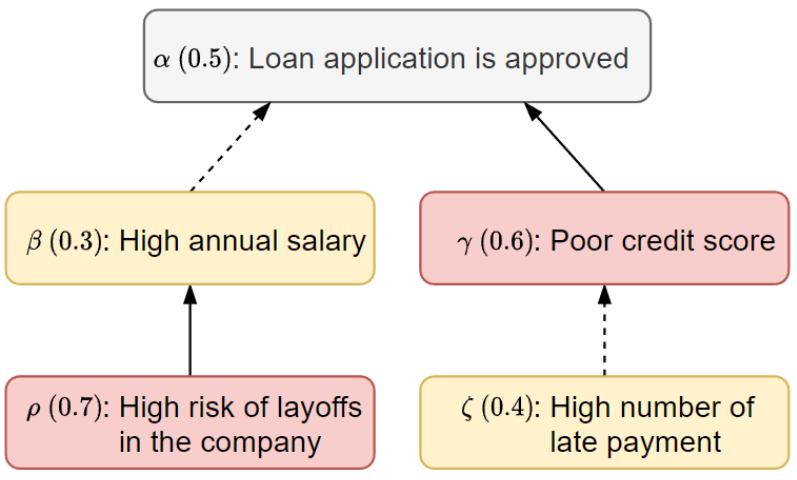 α (0.5): Loan application is approved
β (0.3): High annual salary
γ (0.6): Poor credit score
ρ (0.7): High risk of layoffs
in the company
ζ (0.4): High number of
late payment